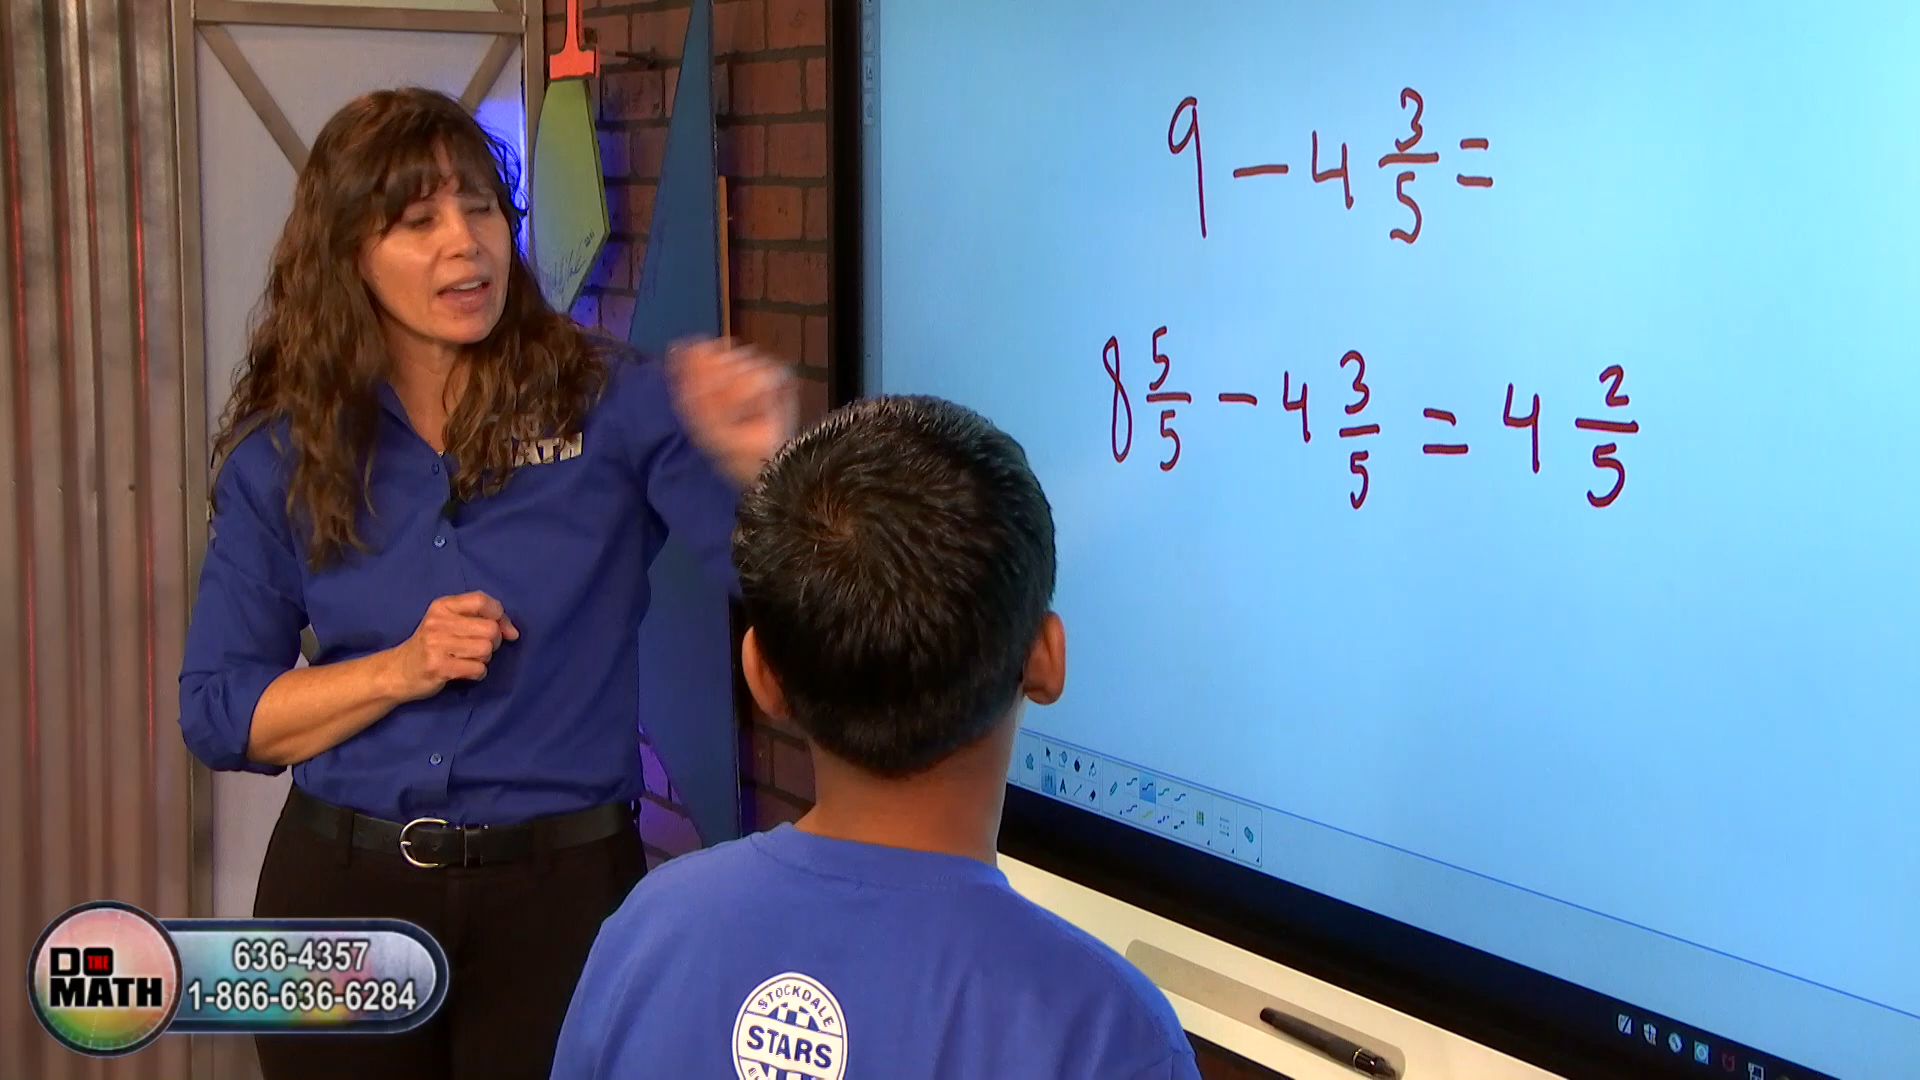 9 - 4 3/5 =
8 5/5 - 4 3/5 = 4 2/5
MATH
DO THE MATH
636-4357
1-866-636-6284
STOCKDALE
STARS